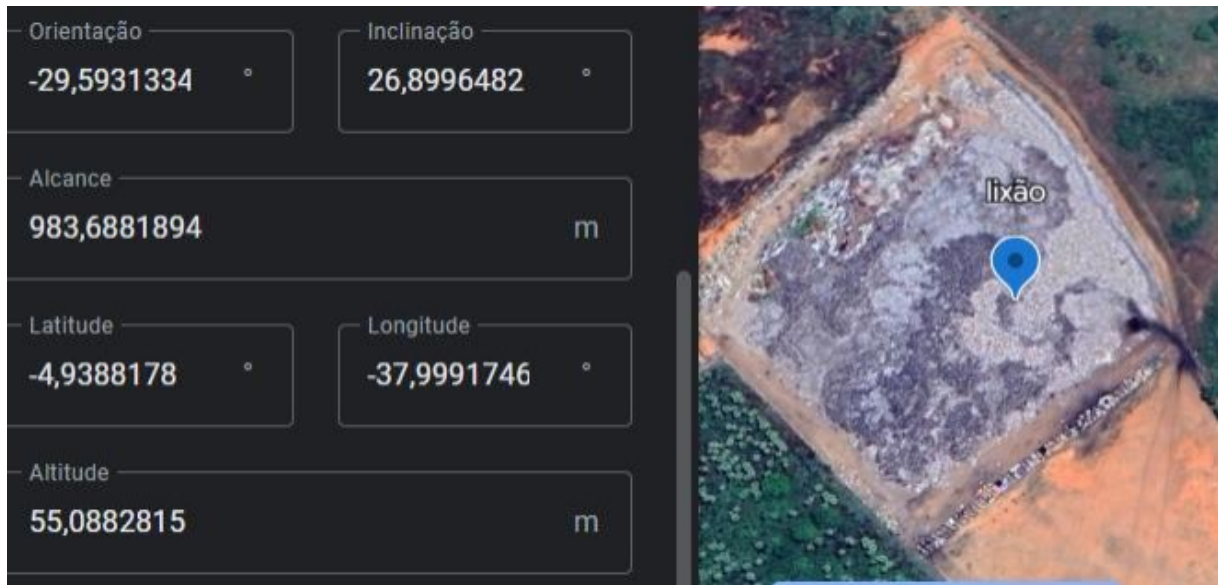 Orientação
Inclinação
-29,5931334 °
26,8996482 °
Alcance
983,6881894 m
Latitude
Longitude
-4,9388178 °
-37,9991746 °
Altitude
55,0882815 m
lixão